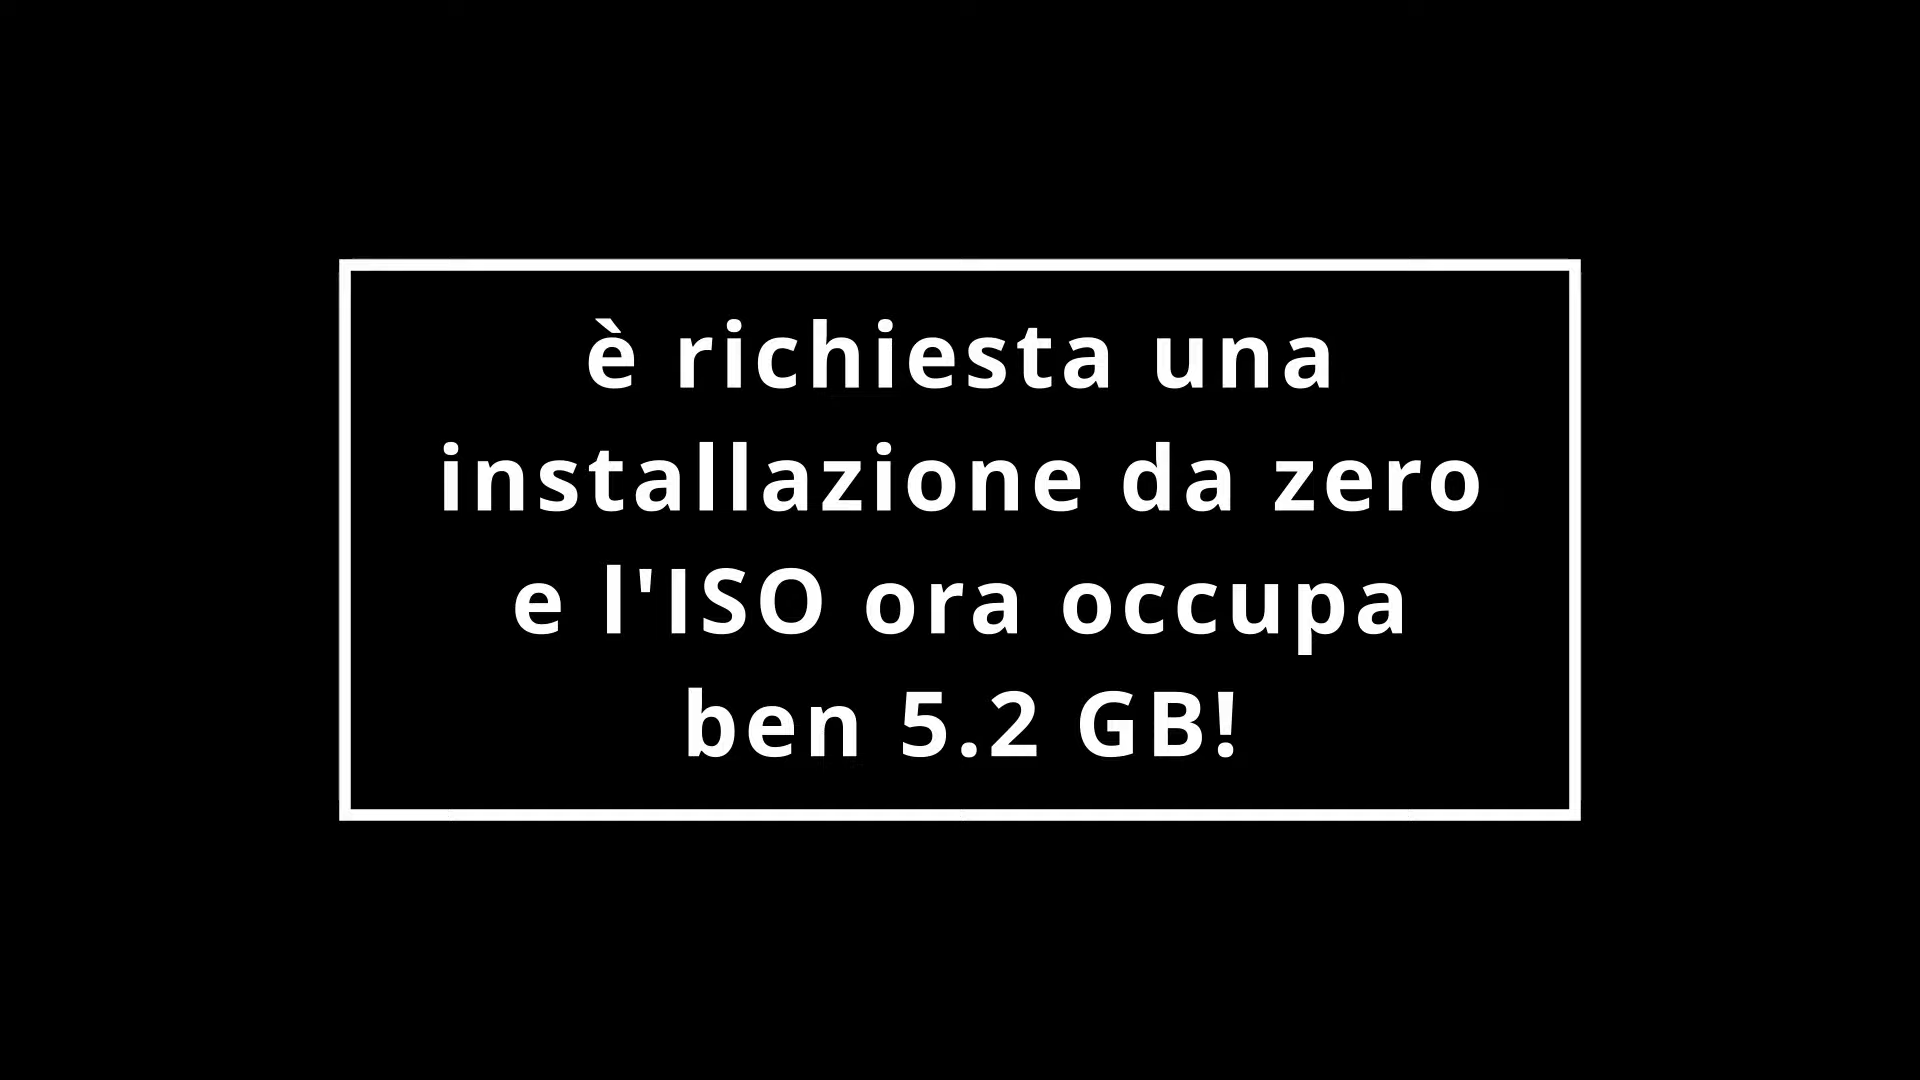 è richiesta una
installazione da zero
e l'ISO ora occupa
ben 5.2 GB!